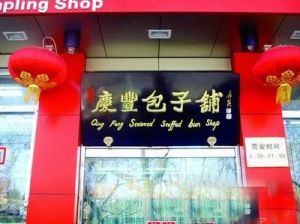 mpling Shop
慶豐包子舖
Qing Feng Steamed Stuffed Bun Shop
营业时间